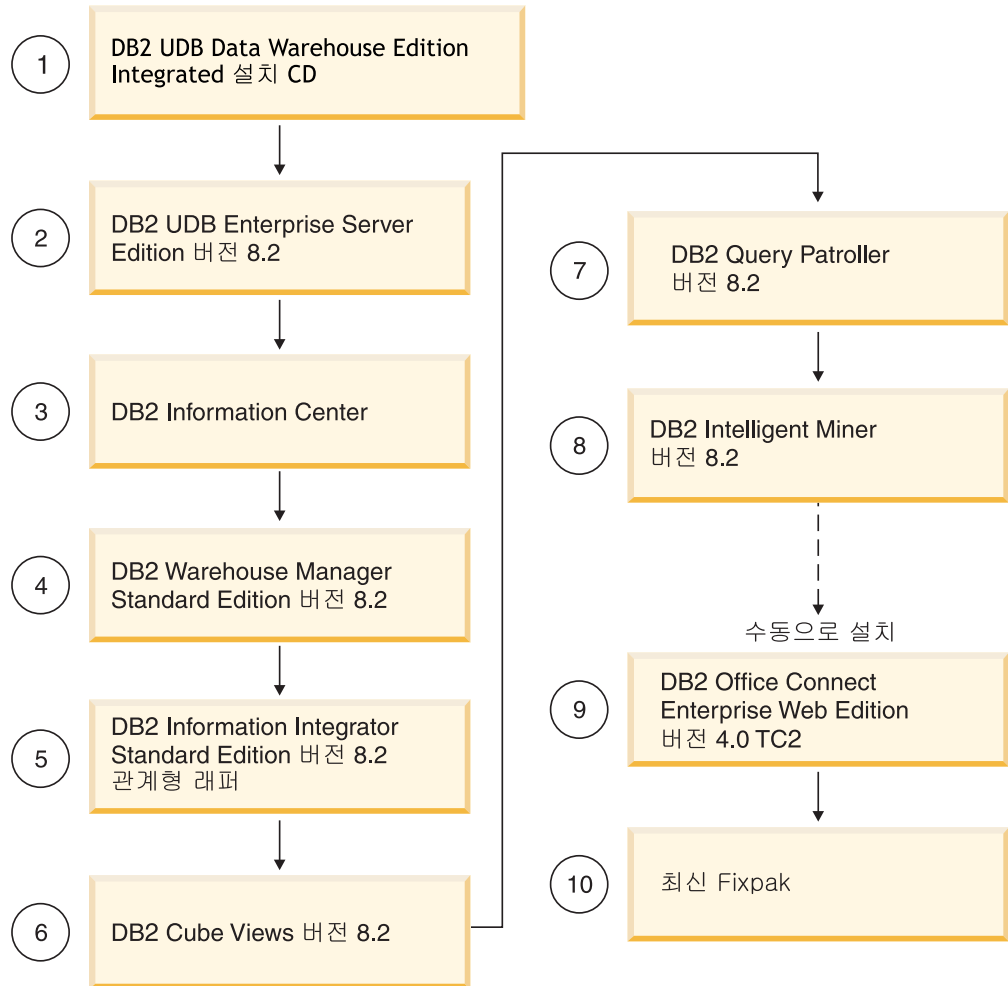 1
DB2 UDB Data Warehouse Edition
Integrated 설치 CD
2
DB2 UDB Enterprise Server
Edition 버전 8.2
3
DB2 Information Center
4
DB2 Warehouse Manager
Standard Edition 버전 8.2
5
DB2 Information Integrator
Standard Edition 버전 8.2
관계형 래퍼
6
DB2 Cube Views 버전 8.2
7
DB2 Query Patroller
버전 8.2
8
DB2 Intelligent Miner
버전 8.2
수동으로 설치
9
DB2 Office Connect
Enterprise Web Edition
버전 4.0 TC2
10
최신 Fixpak